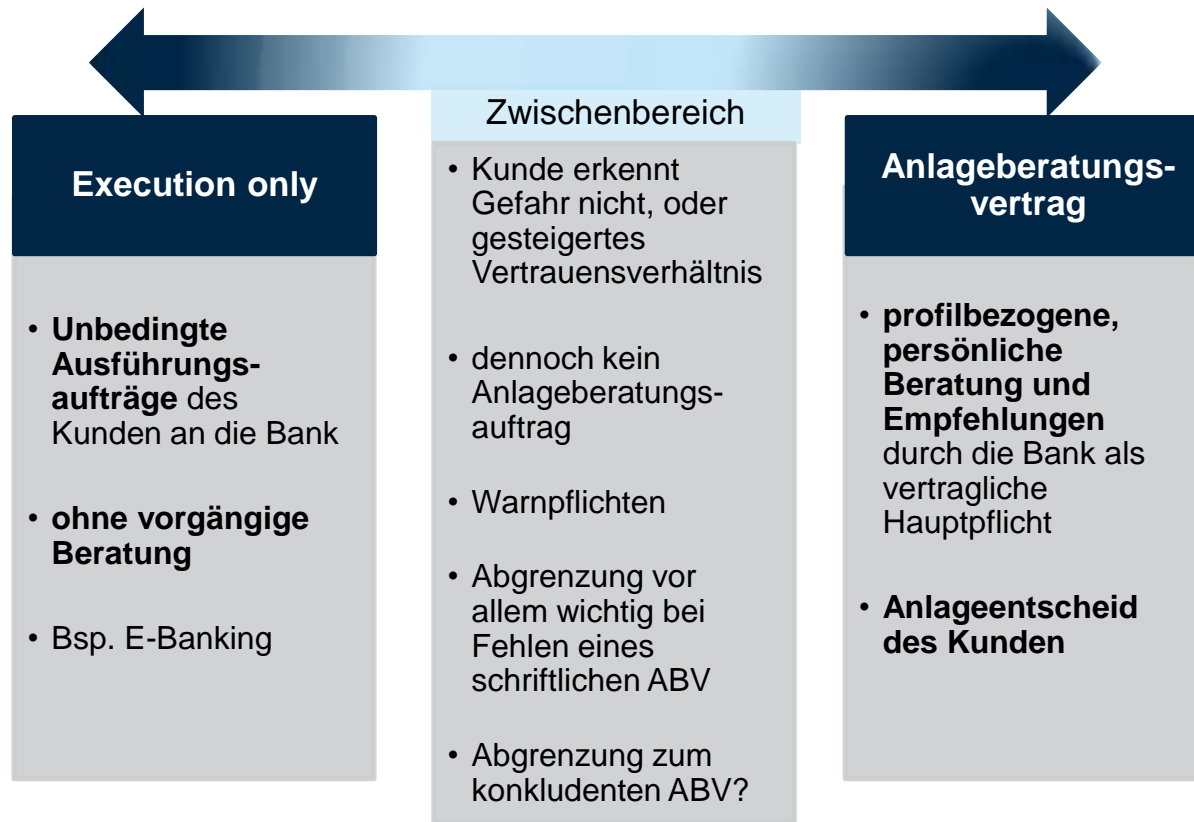 Execution only
• Unbedingte
Ausführungs-
aufträge des
Kunden an die Bank
• ohne vorgängige
Beratung
• Bsp. E-Banking
Zwischenbereich
• Kunde erkennt
Gefahr nicht, oder
gesteigertes
Vertrauensverhältnis
• dennoch kein
Anlageberatungs-
auftrag
• Warnpflichten
• Abgrenzung vor
allem wichtig bei
Fehlen eines
schriftlichen ABV
• Abgrenzung zum
konkludenten ABV?
Anlageberatungs-
vertrag
• profilbezogene,
persönliche
Beratung und
Empfehlungen
durch die Bank als
vertragliche
Hauptpflicht
• Anlageentscheid
des Kunden